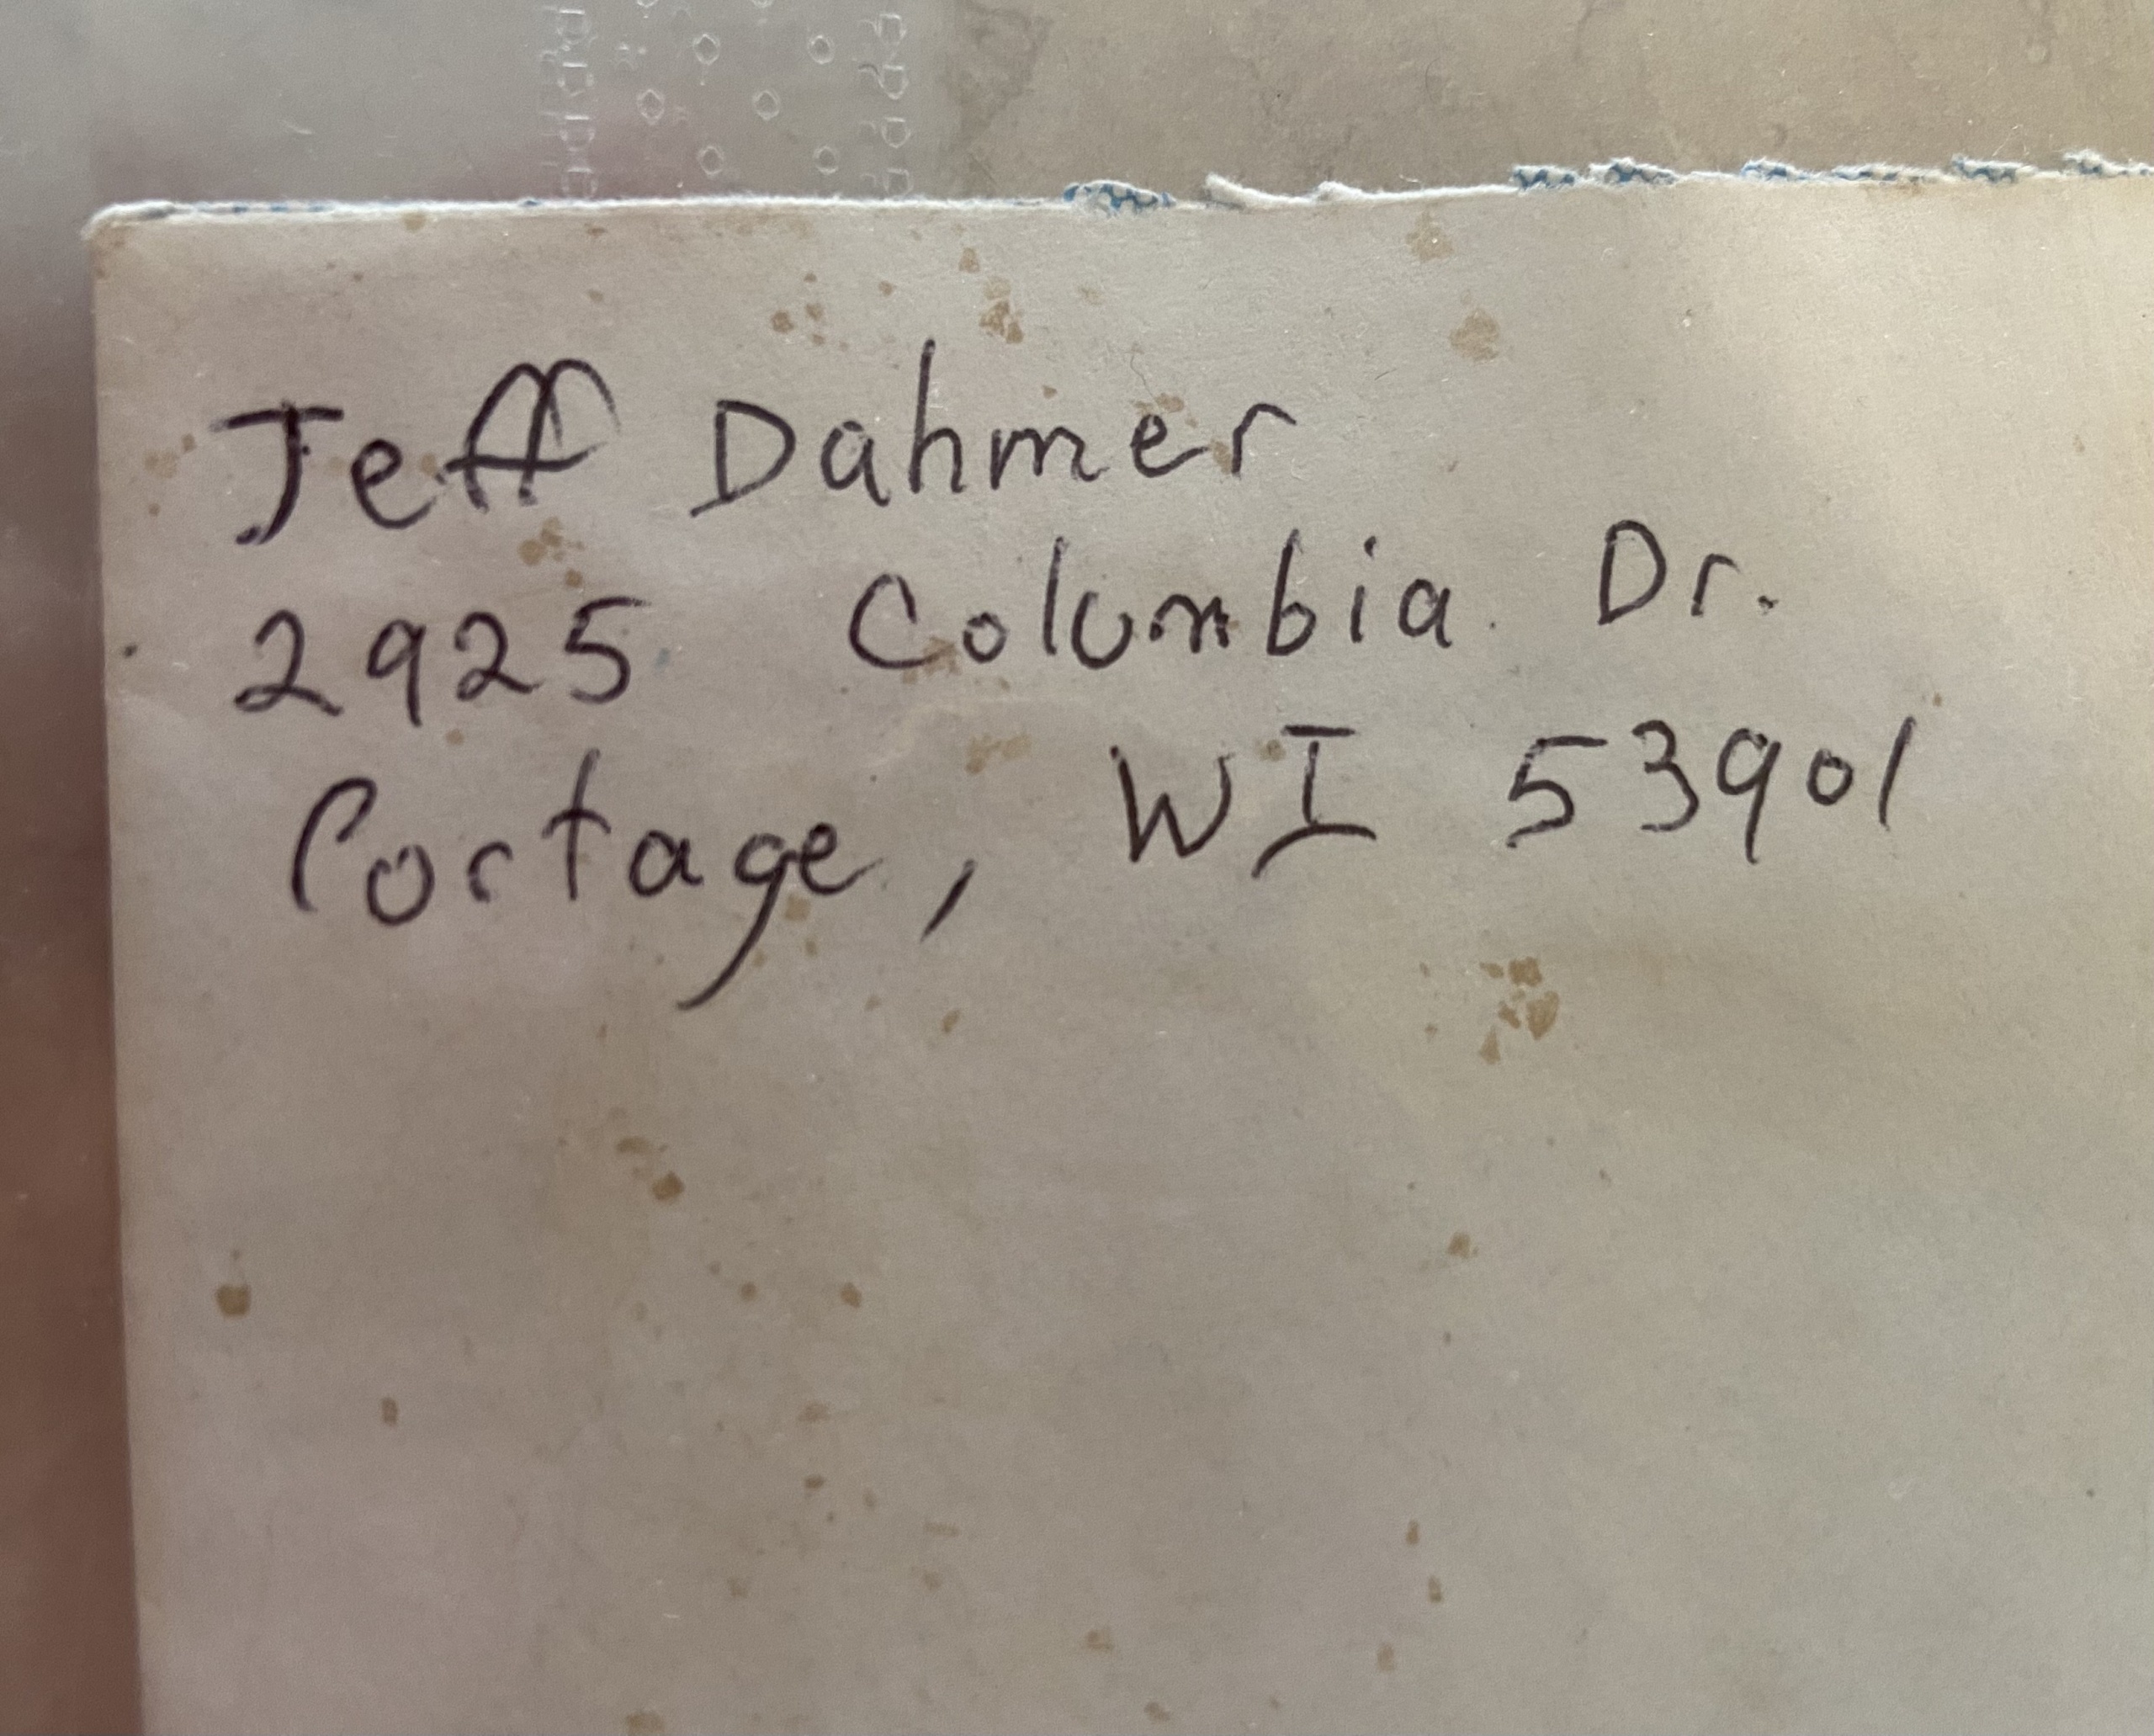 Jeff Dahmer
2925 Columbia Dr.
Portage, WI 53901